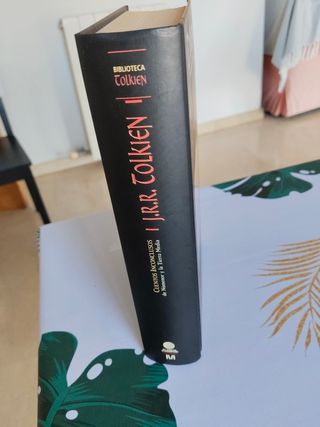 BIBLIOTECA
TOLKIEN
J.R.R. TOLKIEN
CUENTOS INCONCLUSOS
de Númenor y la Tierra Media
M